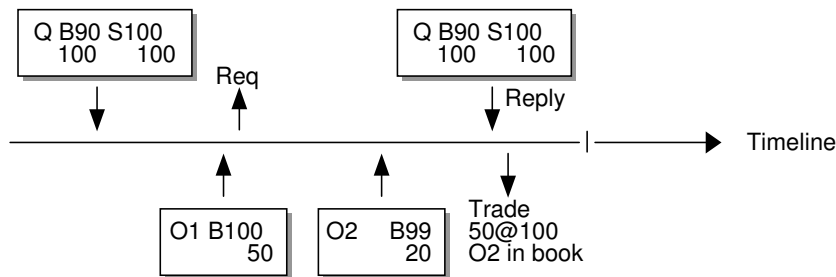 Q B90 S100
100 100
Req
Q B90 S100
100 100
Reply
Timeline
O1 B100
50
O2 B99
20
Trade
50@100
O2 in book